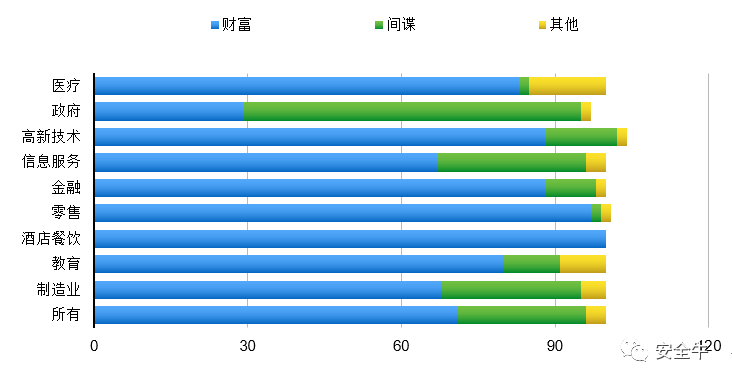 财富 间谍 其他
医疗
政府
高新技术
信息服务
金融
零售
酒店餐饮
教育
制造业
所有
0 30 60 90 120
安全牛